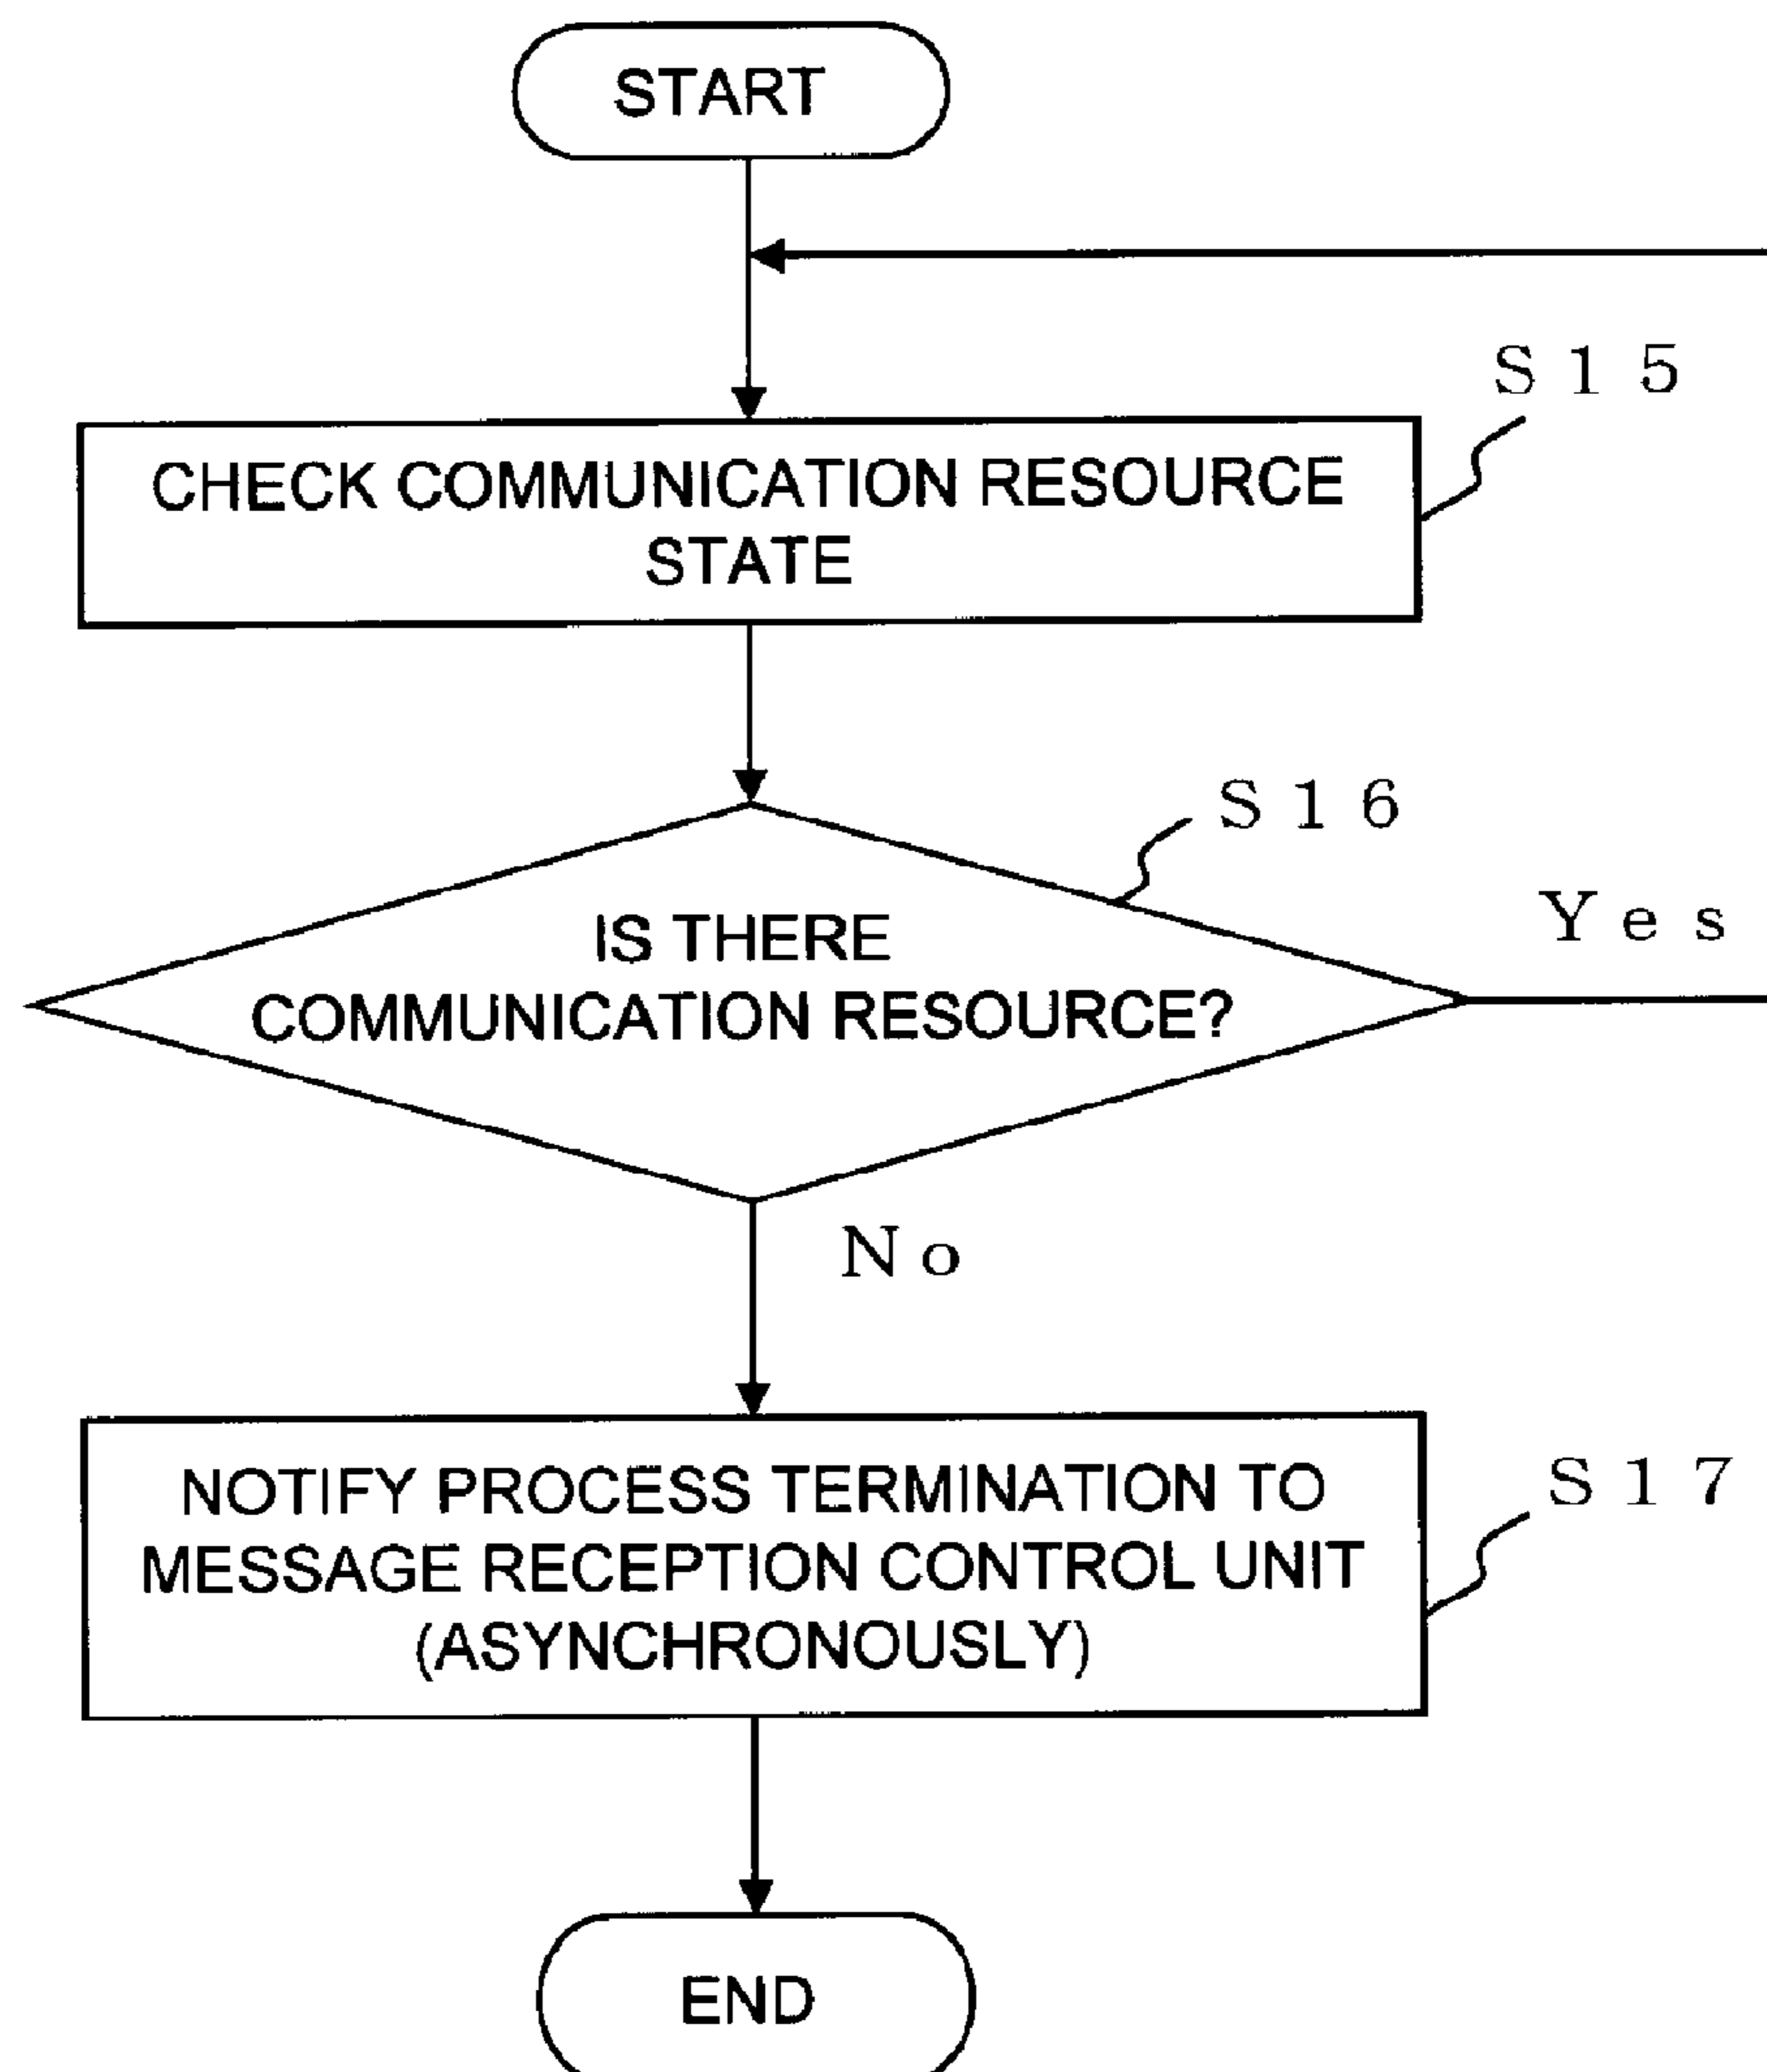 START
S15
CHECK COMMUNICATION RESOURCE
STATE
S16
Yes
IS THERE
COMMUNICATION RESOURCE?
No
NOTIFY PROCESS TERMINATION TO
MESSAGE RECEPTION CONTROL UNIT
(ASYNCHRONOUSLY)
S17
END